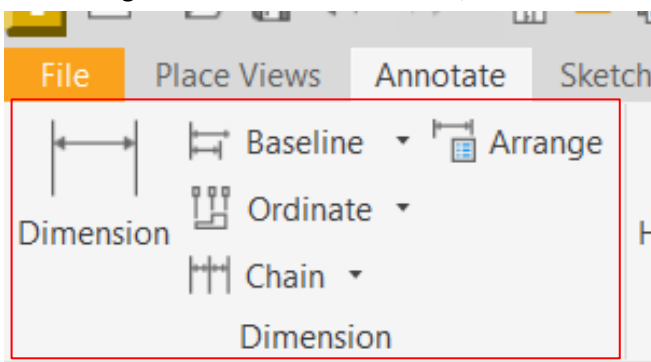 File Place Views Annotate Sketch
Baseline Arrange
Ordinate
Dimension
Chain
Dimension